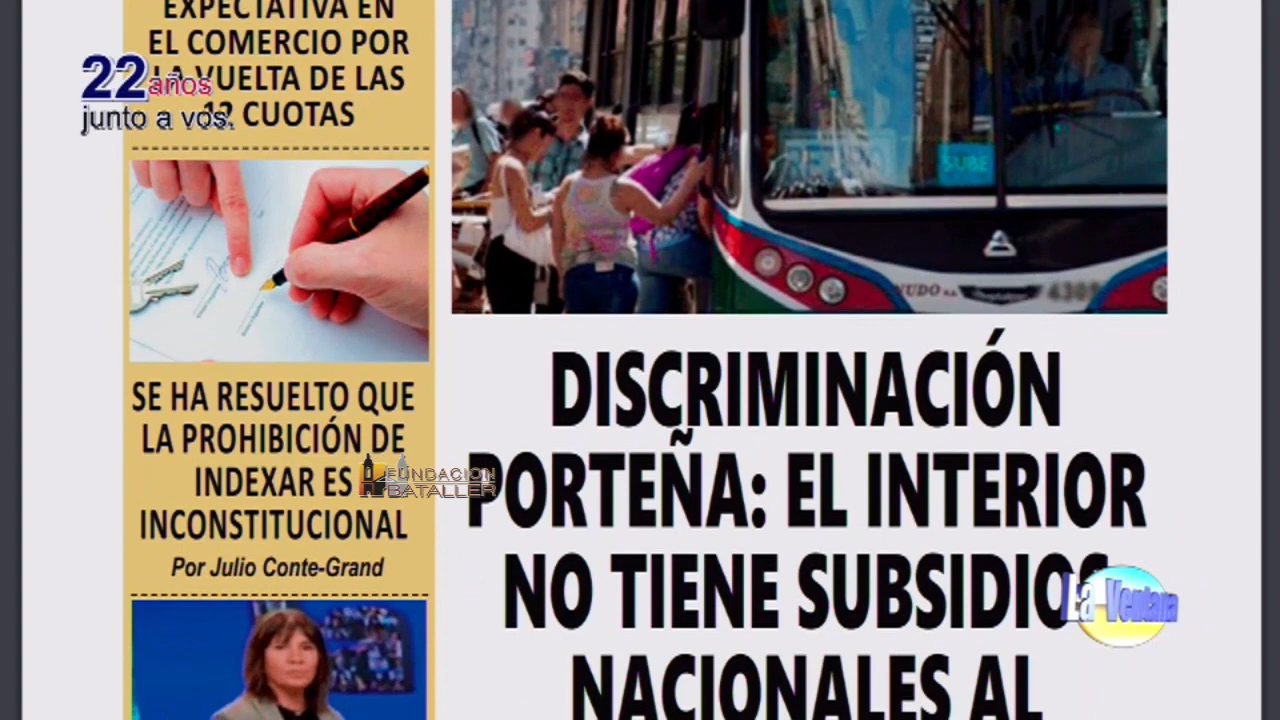 EXPECTATIVA EN
EL COMERCIO POR
LA VUELTA DE LAS
12 CUOTAS
22 años
junto a vos.
SE HA RESUELTO QUE
LA PROHIBICIÓN DE
INDEXAR ES
INCONSTITUCIONAL
Por Julio Conte-Grand
FUNDACION
BATALLER
SUBE
NUDO S.A.
4309
DISCRIMINACIÓN
PORTEÑA: EL INTERIOR
NO TIENE SUBSIDIOS
NACIONALES AL
La Ventana